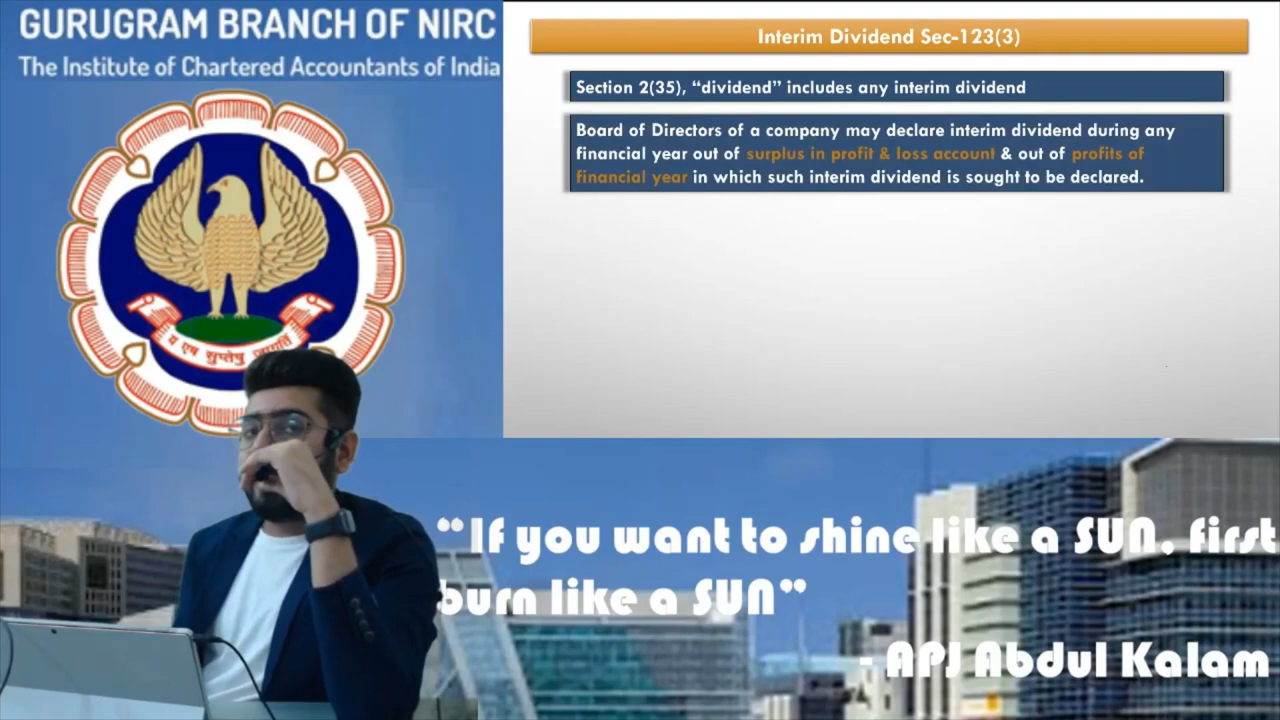 GURUGRAM BRANCH OF NIRC
The Institute of Chartered Accountants of India
य एष सुप्तेषु जागर्ति
Interim Dividend Sec-123(3)
Section 2(35), “dividend” includes any interim dividend
Board of Directors of a company may declare interim dividend during any
financial year out of surplus in profit & loss account & out of profits of
financial year in which such interim dividend is sought to be declared.
“If you want to shine like a SUN, first
burn like a SUN”
- APJ Abdul Kalam